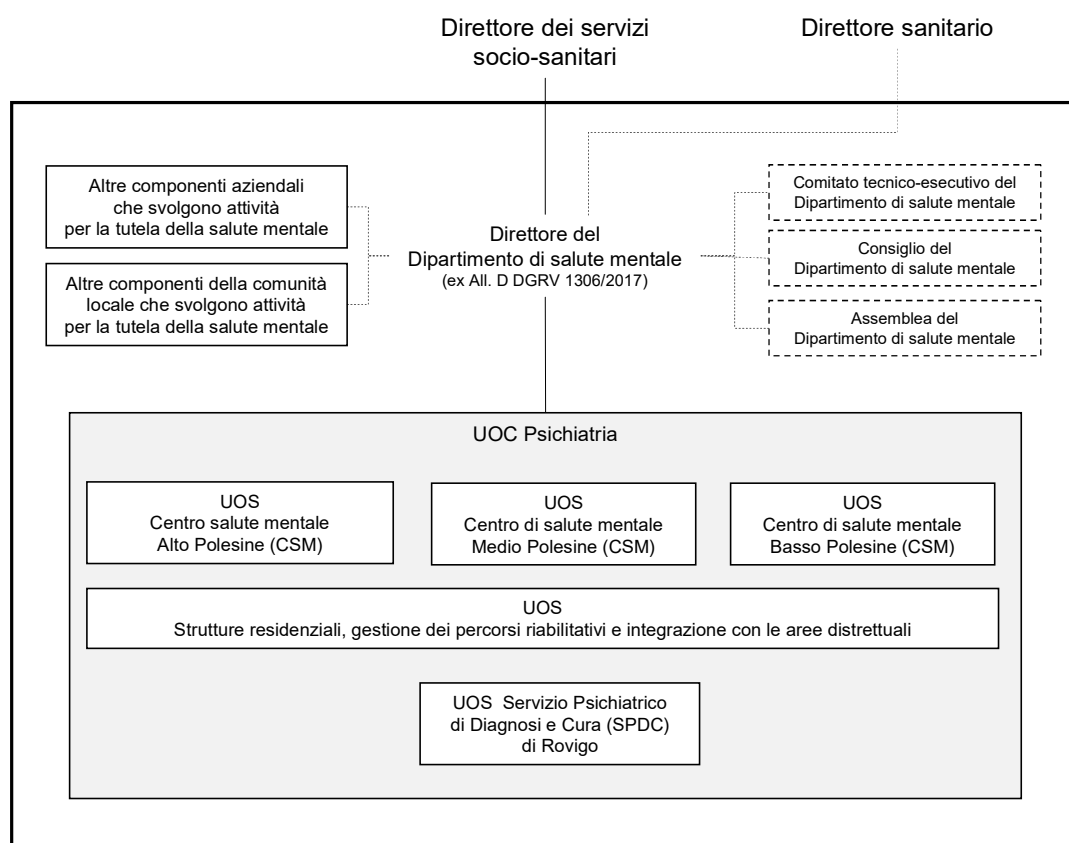 Direttore dei servizi
socio-sanitari
Direttore sanitario
Altre componenti aziendali
che svolgono attività
per la tutela della salute mentale
Altre componenti della comunità
locale che svolgono attività
per la tutela della salute mentale
Direttore del
Dipartimento di salute mentale
(ex All. D DGRV 1306/2017)
Comitato tecnico-esecutivo del
Dipartimento di salute mentale
Consiglio del
Dipartimento di salute mentale
Assemblea del
Dipartimento di salute mentale
UOC Psichiatria
UOS
Centro salute mentale
Alto Polesine (CSM)
UOS
Centro di salute mentale
Medio Polesine (CSM)
UOS
Centro di salute mentale
Basso Polesine (CSM)
UOS
Strutture residenziali, gestione dei percorsi riabilitativi e integrazione con le aree distrettuali
UOS Servizio Psichiatrico
di Diagnosi e Cura (SPDC)
di Rovigo